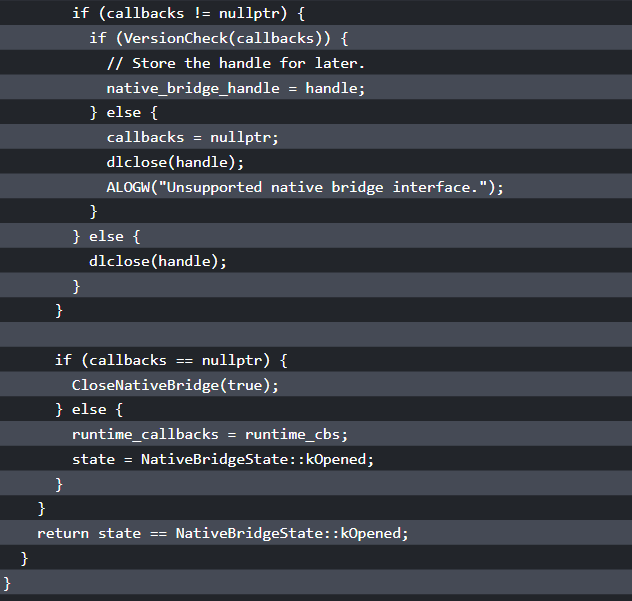 if (callbacks != nullptr) {
if (VersionCheck(callbacks)) {
// Store the handle for later.
native_bridge_handle = handle;
} else {
callbacks = nullptr;
dlclose(handle);
ALOGW("Unsupported native bridge interface.");
}
} else {
dlclose(handle);
}
}
if (callbacks == nullptr) {
CloseNativeBridge(true);
} else {
runtime_callbacks = runtime_cbs;
state = NativeBridgeState::kOpened;
}
}
return state == NativeBridgeState::kOpened;
}
}